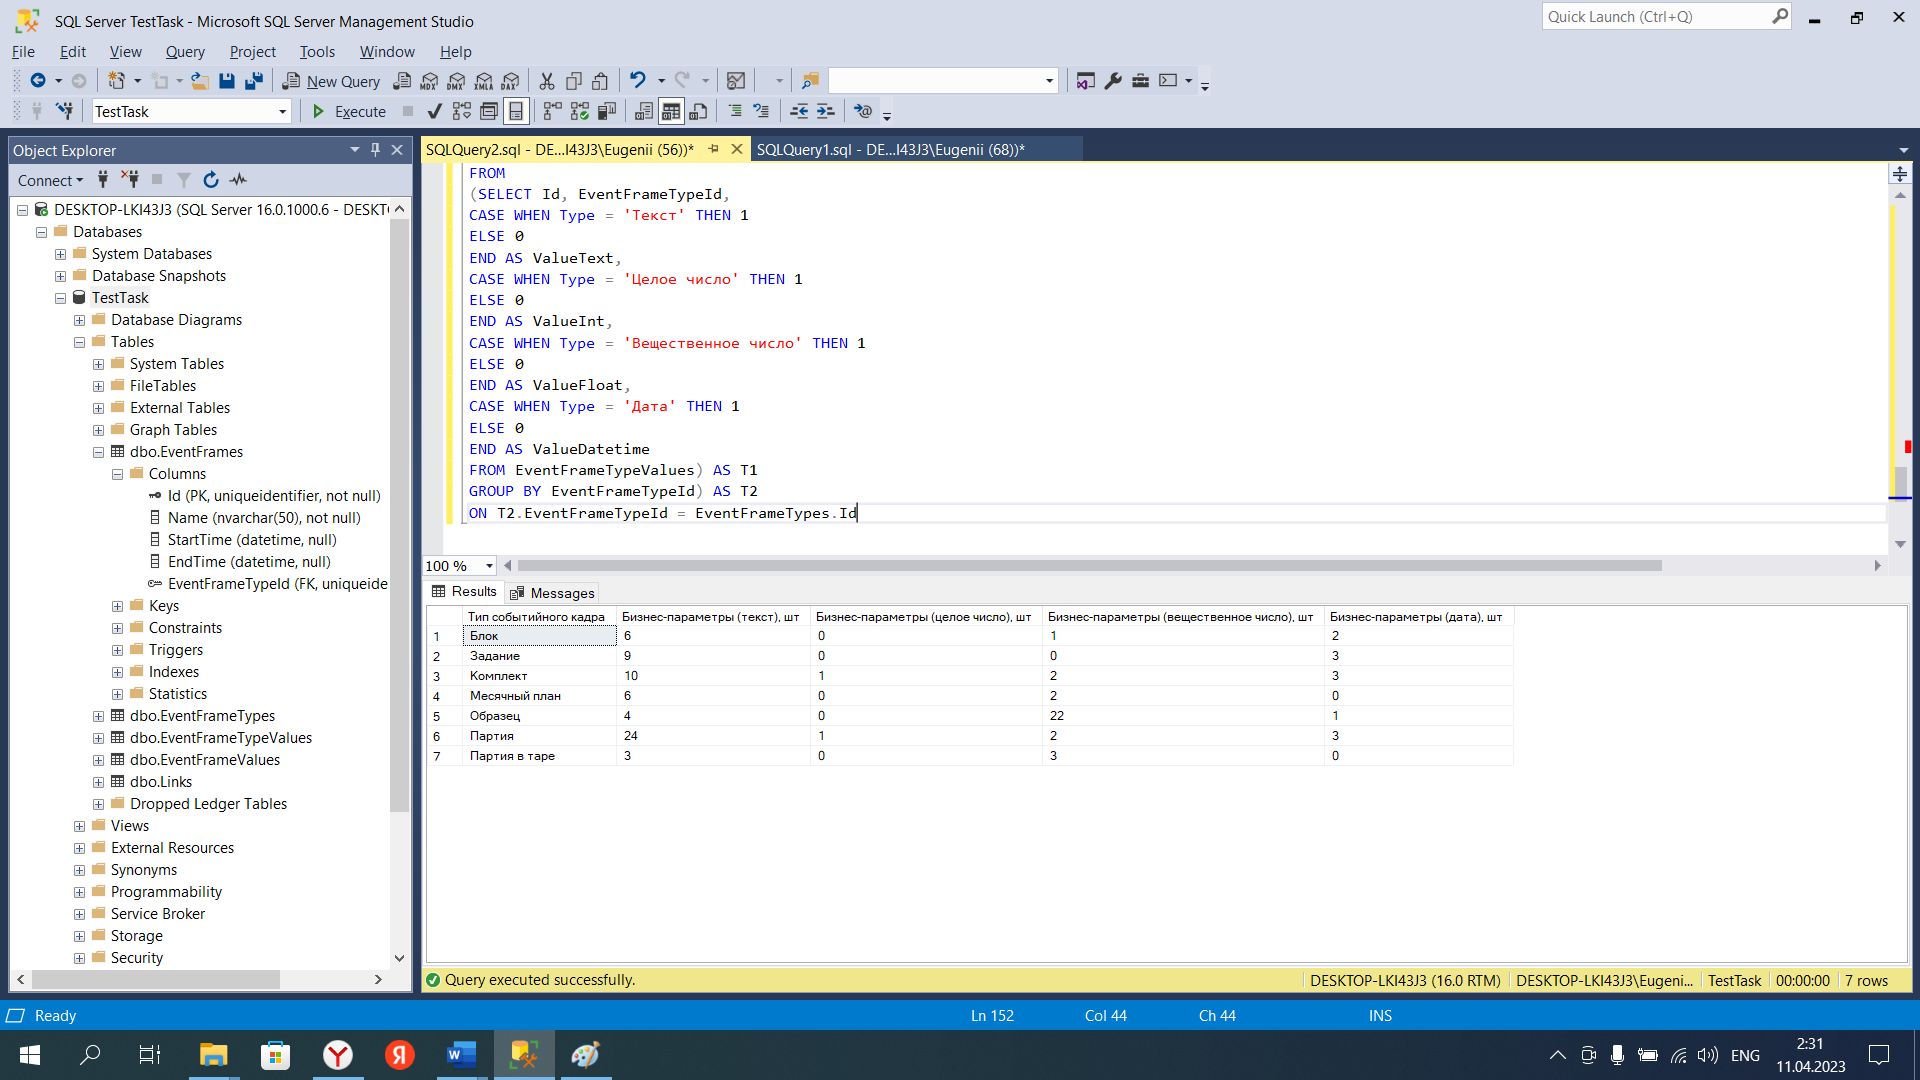 SQL Server TestTask - Microsoft SQL Server Management Studio
Quick Launch (Ctrl+Q)
File Edit View Query Project Tools Window Help
New Query
MDX DMX XMLA DAX
TestTask
Execute
Object Explorer
Connect
DESKTOP-LKI43J3 (SQL Server 16.0.1000.6 - DESKT
Databases
System Databases
Database Snapshots
TestTask
Database Diagrams
Tables
System Tables
FileTables
External Tables
Graph Tables
dbo.EventFrames
Columns
Id (PK, uniqueidentifier, not null)
Name (nvarchar(50), not null)
StartTime (datetime, null)
EndTime (datetime, null)
EventFrameTypeId (FK, uniqueide
Keys
Constraints
Triggers
Indexes
Statistics
dbo.EventFrameTypes
dbo.EventFrameTypeValues
dbo.EventFrameValues
dbo.Links
Dropped Ledger Tables
Views
External Resources
Synonyms
Programmability
Service Broker
Storage
Security
SQLQuery2.sql - DE...I43J3\Eugenii (56))*
SQLQuery1.sql - DE...I43J3\Eugenii (68))*
FROM
(SELECT Id, EventFrameTypeId,
CASE WHEN Type = 'Текст' THEN 1
ELSE 0
END AS ValueText,
CASE WHEN Type = 'Целое число' THEN 1
ELSE 0
END AS ValueInt,
CASE WHEN Type = 'Вещественное число' THEN 1
ELSE 0
END AS ValueFloat,
CASE WHEN Type = 'Дата' THEN 1
ELSE 0
END AS ValueDatetime
FROM EventFrameTypeValues) AS T1
GROUP BY EventFrameTypeId) AS T2
ON T2.EventFrameTypeId = EventFrameTypes.Id
100 %
Results Messages
Тип событийного кадра Бизнес-параметры (текст), шт Бизнес-параметры (целое число), шт Бизнес-параметры (вещественное число), шт Бизнес-параметры (дата), шт
1 Блок 6 0 1 2
2 Задание 9 0 0 3
3 Комплект 10 1 2 3
4 Месячный план 6 0 2 0
5 Образец 4 0 22 1
6 Партия 24 1 2 3
7 Партия в таре 3 0 3 0
Query executed successfully.
DESKTOP-LKI43J3 (16.0 RTM) DESKTOP-LKI43J3\Eugeni... TestTask 00:00:00 7 rows
Ready
Ln 152 Col 44 Ch 44 INS
ENG
2:31
11.04.2023